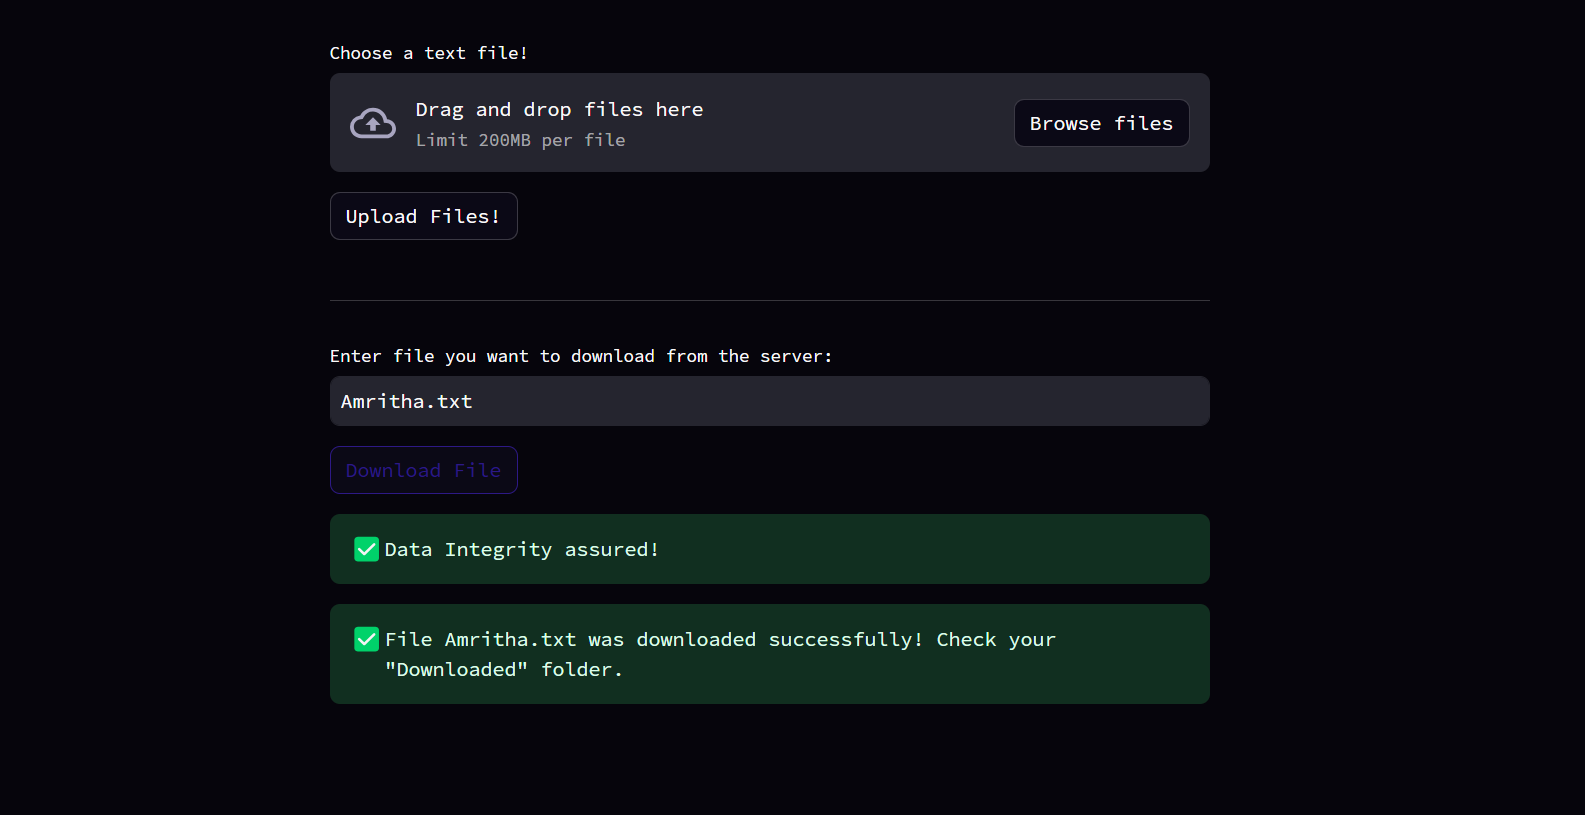 Choose a text file!
Drag and drop files here
Limit 200MB per file
Browse files
Upload Files!
Enter file you want to download from the server:
Amritha.txt
Download File
✅ Data Integrity assured!
✅ File Amritha.txt was downloaded successfully! Check your
"Downloaded" folder.